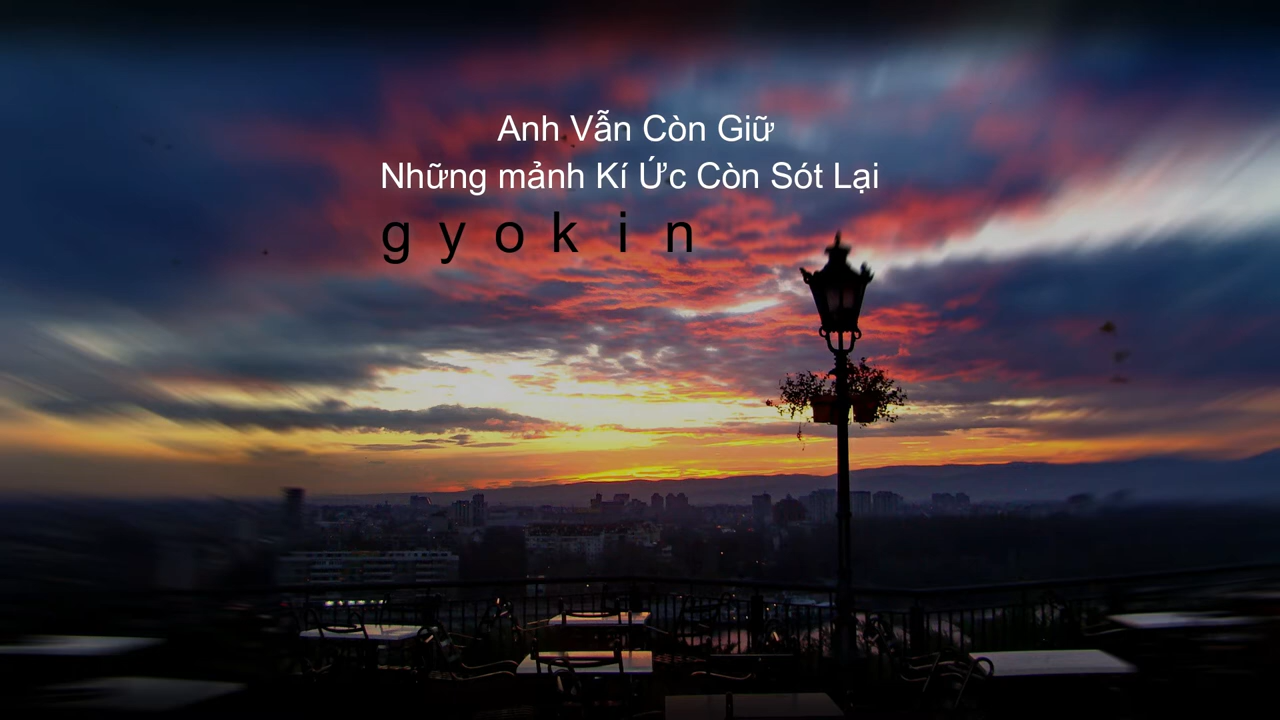 Anh Vẫn Còn Giữ
Những mảnh Kí Ức Còn Sót Lại
g y o k i n